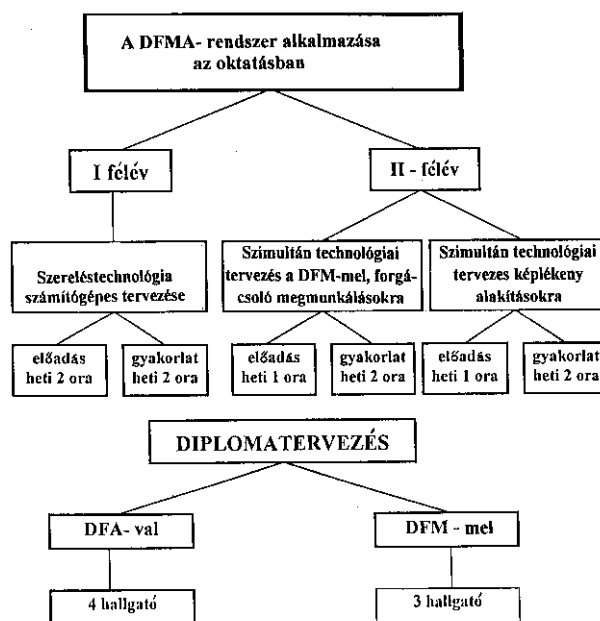 A DFMA- rendszer alkalmazása
az oktatásban
I félév
II - félév
Szereléstechnológia
számítógépes tervezése
Szimultán technológiai
tervezés a DFM-mel, forgá-
csoló megmunkálásokra
Szimultán technológiai
tervezes képlékeny
alakításokra
előadás
heti 2 ora
gyakorlat
heti 2 ora
előadás
heti 1 ora
gyakorlat
heti 2 ora
előadás
heti 1 ora
gyakorlat
heti 2 ora
DIPLOMATERVEZÉS
DFA- val
DFM - mel
4 hallgató
3 hallgató